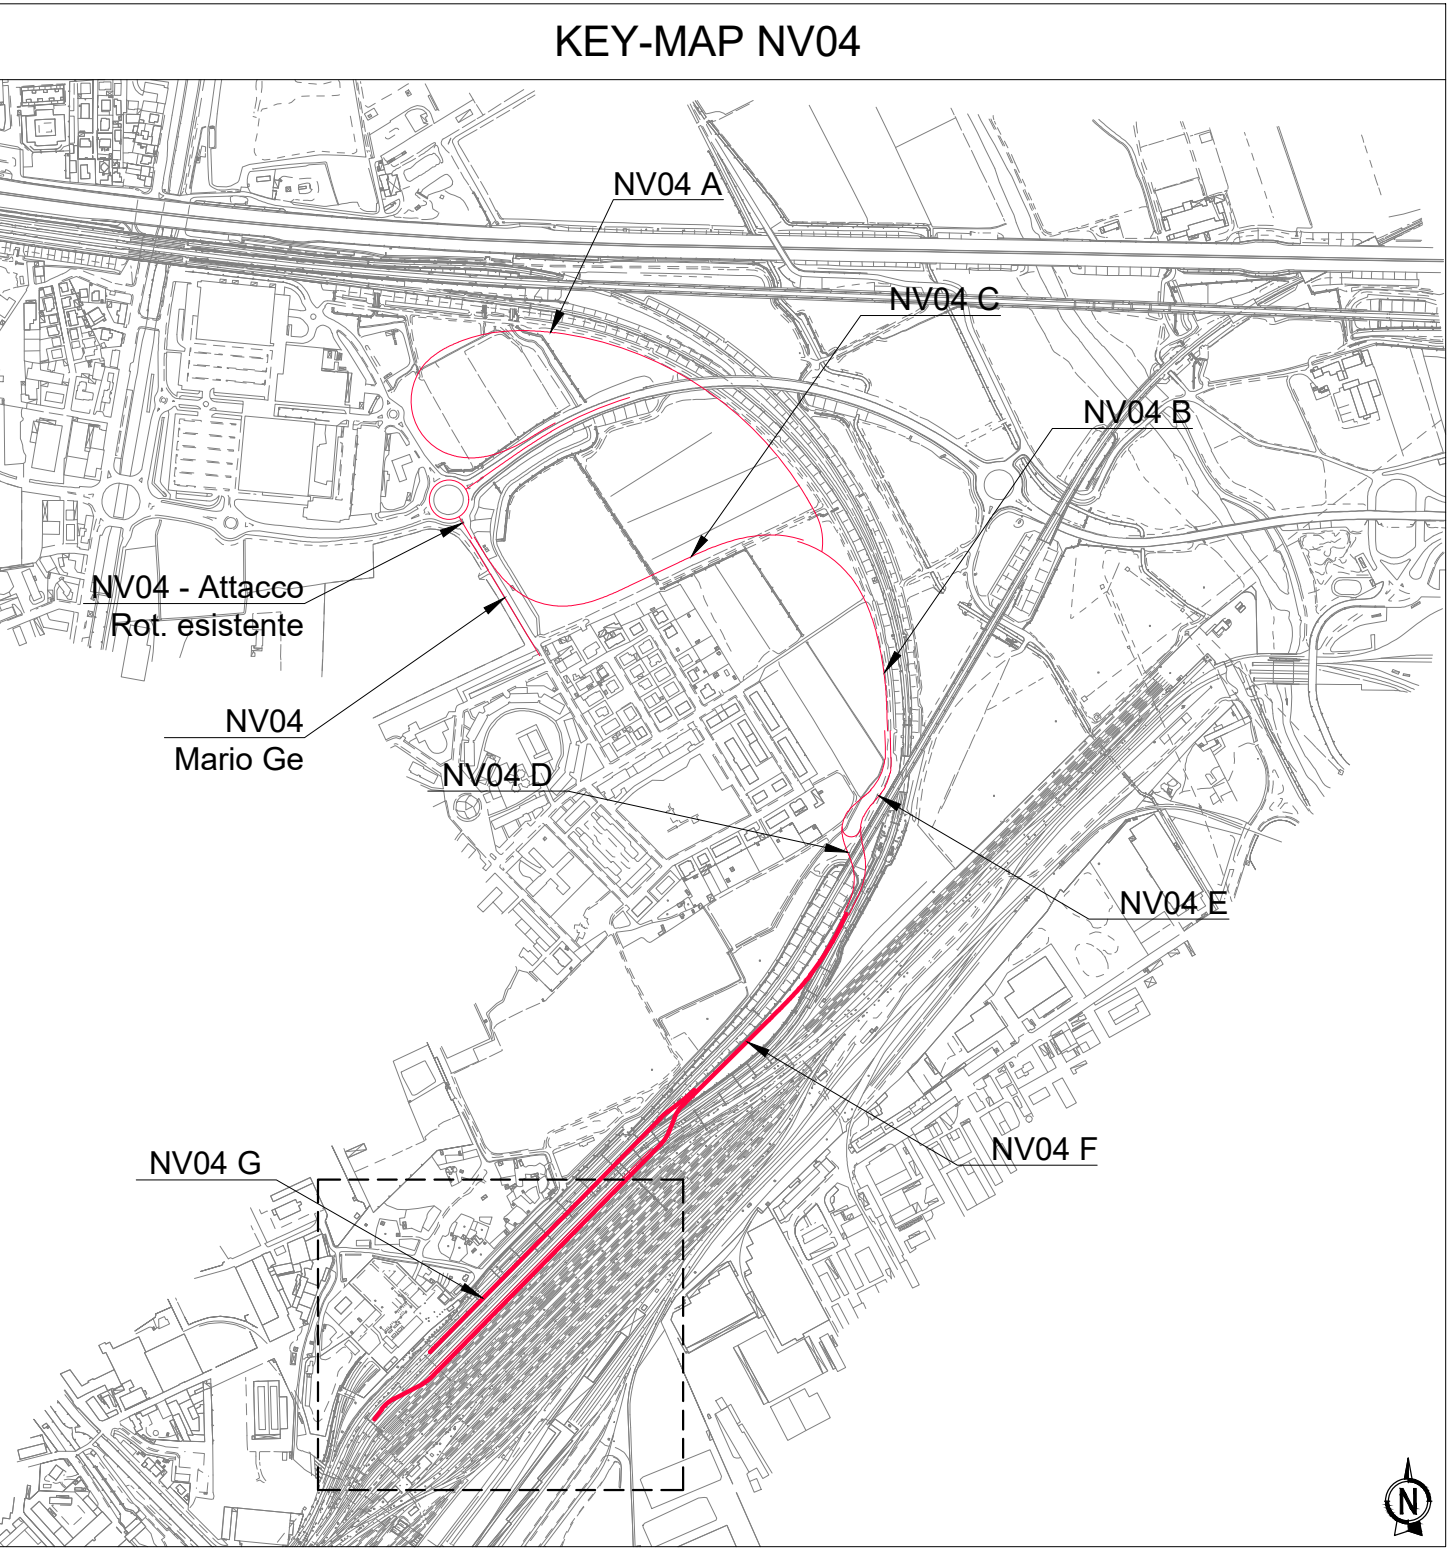 KEY-MAP NV04
NV04 A
NV04 C
NV04 B
NV04 - Attacco
Rot. esistente
NV04
Mario Ge
NV04 D
NV04 E
NV04 F
NV04 G
N